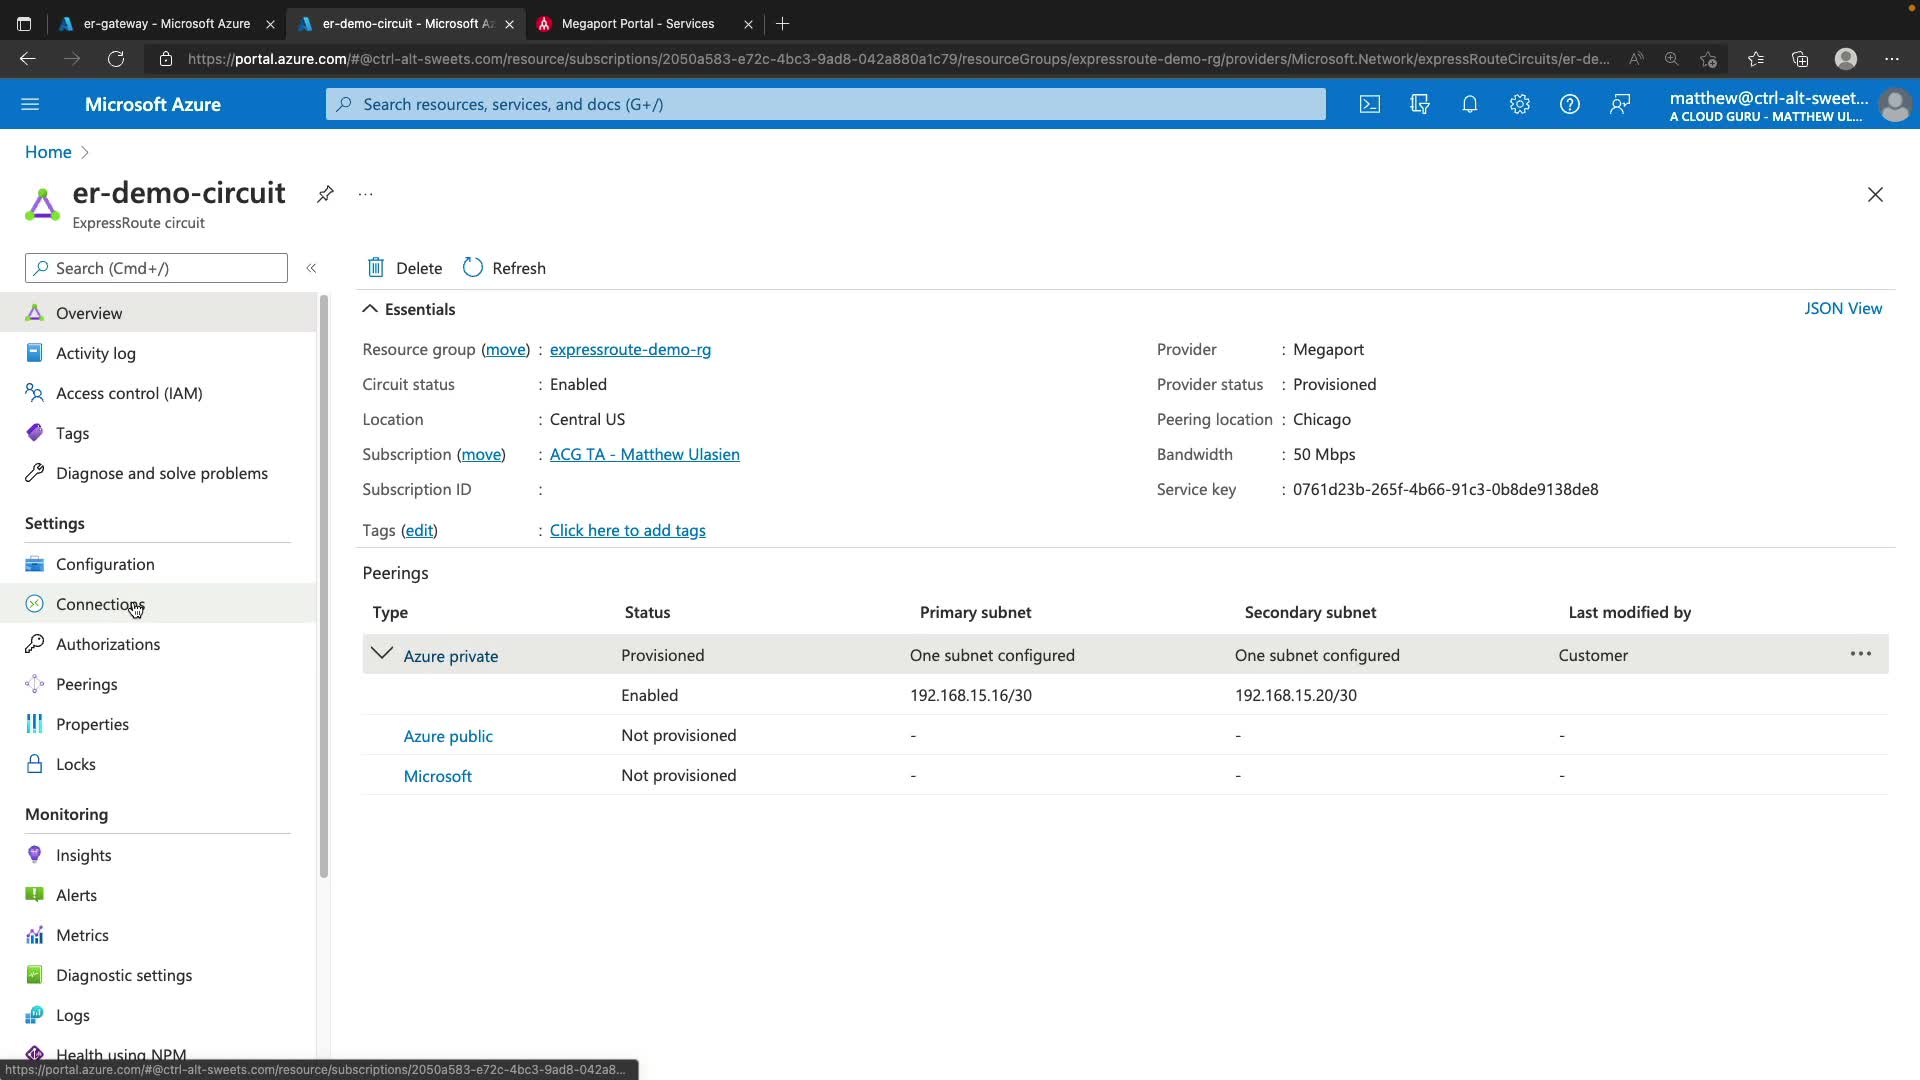 er-gateway - Microsoft Azure
er-demo-circuit - Microsoft Az
Megaport Portal - Services
https://portal.azure.com/#@ctrl-alt-sweets.com/resource/subscriptions/2050a583-e72c-4bc3-9ad8-042a880a1c79/resourceGroups/expressroute-demo-rg/providers/Microsoft.Network/expressRouteCircuits/er-de...
Microsoft Azure
Search resources, services, and docs (G+/)
matthew@ctrl-alt-sweet...
A CLOUD GURU - MATTHEW UL...
Home
er-demo-circuit
ExpressRoute circuit
Search (Cmd+/)
Overview
Activity log
Access control (IAM)
Tags
Diagnose and solve problems
Settings
Configuration
Connections
Authorizations
Peerings
Properties
Locks
Monitoring
Insights
Alerts
Metrics
Diagnostic settings
Logs
Health using NPM
Delete Refresh
Essentials
JSON View
Resource group (move) : expressroute-demo-rg
Circuit status : Enabled
Location : Central US
Subscription (move) : ACG TA - Matthew Ulasien
Subscription ID :
Tags (edit) : Click here to add tags
Provider : Megaport
Provider status : Provisioned
Peering location : Chicago
Bandwidth : 50 Mbps
Service key : 0761d23b-265f-4b66-91c3-0b8de9138de8
Peerings
Type Status Primary subnet Secondary subnet Last modified by
Azure private Provisioned One subnet configured One subnet configured Customer ...
Enabled 192.168.15.16/30 192.168.15.20/30
Azure public Not provisioned - - -
Microsoft Not provisioned - - -
https://portal.azure.com/#@ctrl-alt-sweets.com/resource/subscriptions/2050a583-e72c-4bc3-9ad8-042a8...